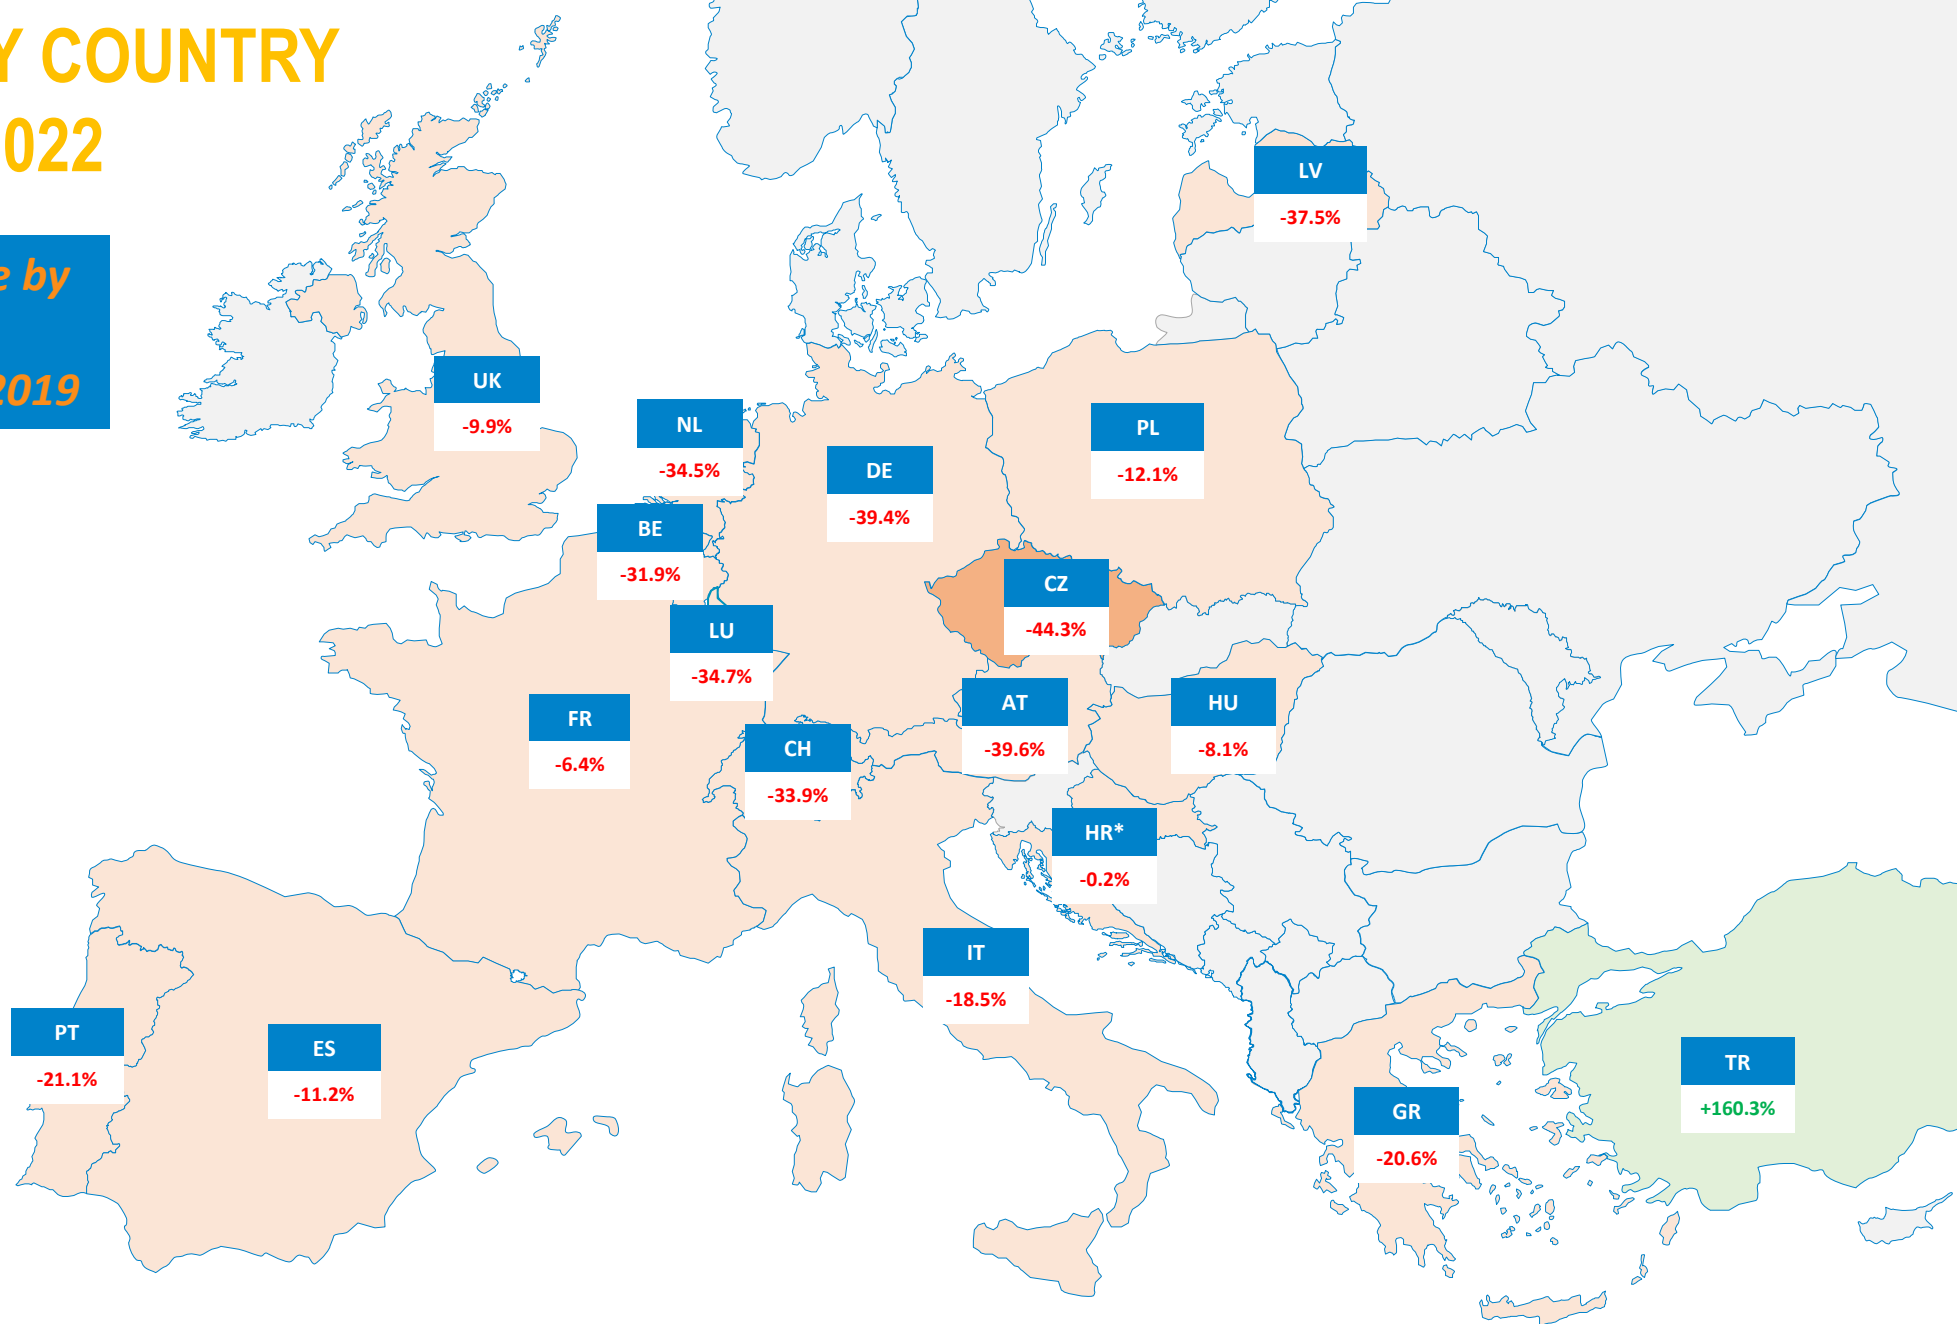 Y COUNTRY
022
e by
2019
LV
-37.5%
UK
-9.9%
NL
-34.5%
PL
-12.1%
DE
-39.4%
BE
-31.9%
CZ
-44.3%
LU
-34.7%
AT
-39.6%
HU
-8.1%
FR
-6.4%
CH
-33.9%
HR*
-0.2%
IT
-18.5%
PT
-21.1%
ES
-11.2%
TR
+160.3%
GR
-20.6%